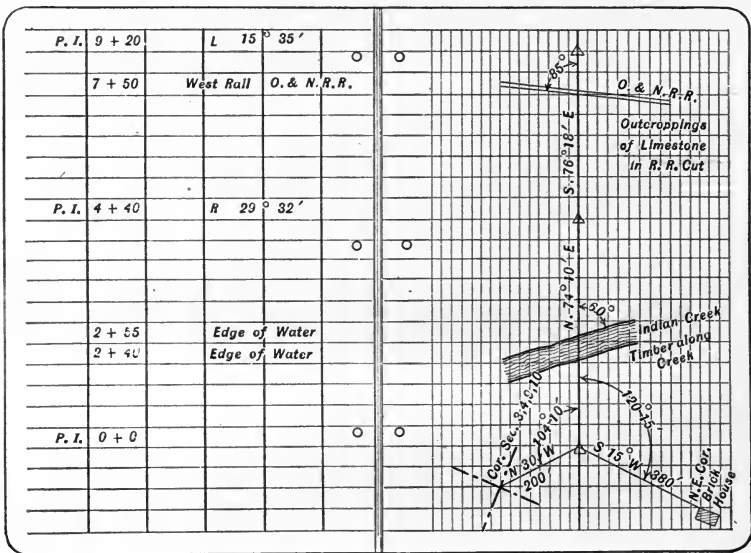 P. I. 9 + 20 L 15° 35′
7 + 50 West Rail O. & N.R.R.
P. I. 4 + 40 R 29° 32′
2 + 55 Edge of Water
2 + 40 Edge of Water
P. I. 0 + 0
85°
O. & N.R.R.
Outcroppings
of Limestone
in R. R. Cut
S. 76° 18′ E
N. 74° 10′ E
60°
Indian Creek
Timber along
Creek
Cor. Sec. 3,4,9,10
104° 10′
120° 15′
N 30° W
200′
S 15° W 380′
N.E. Cor.
Brick
House